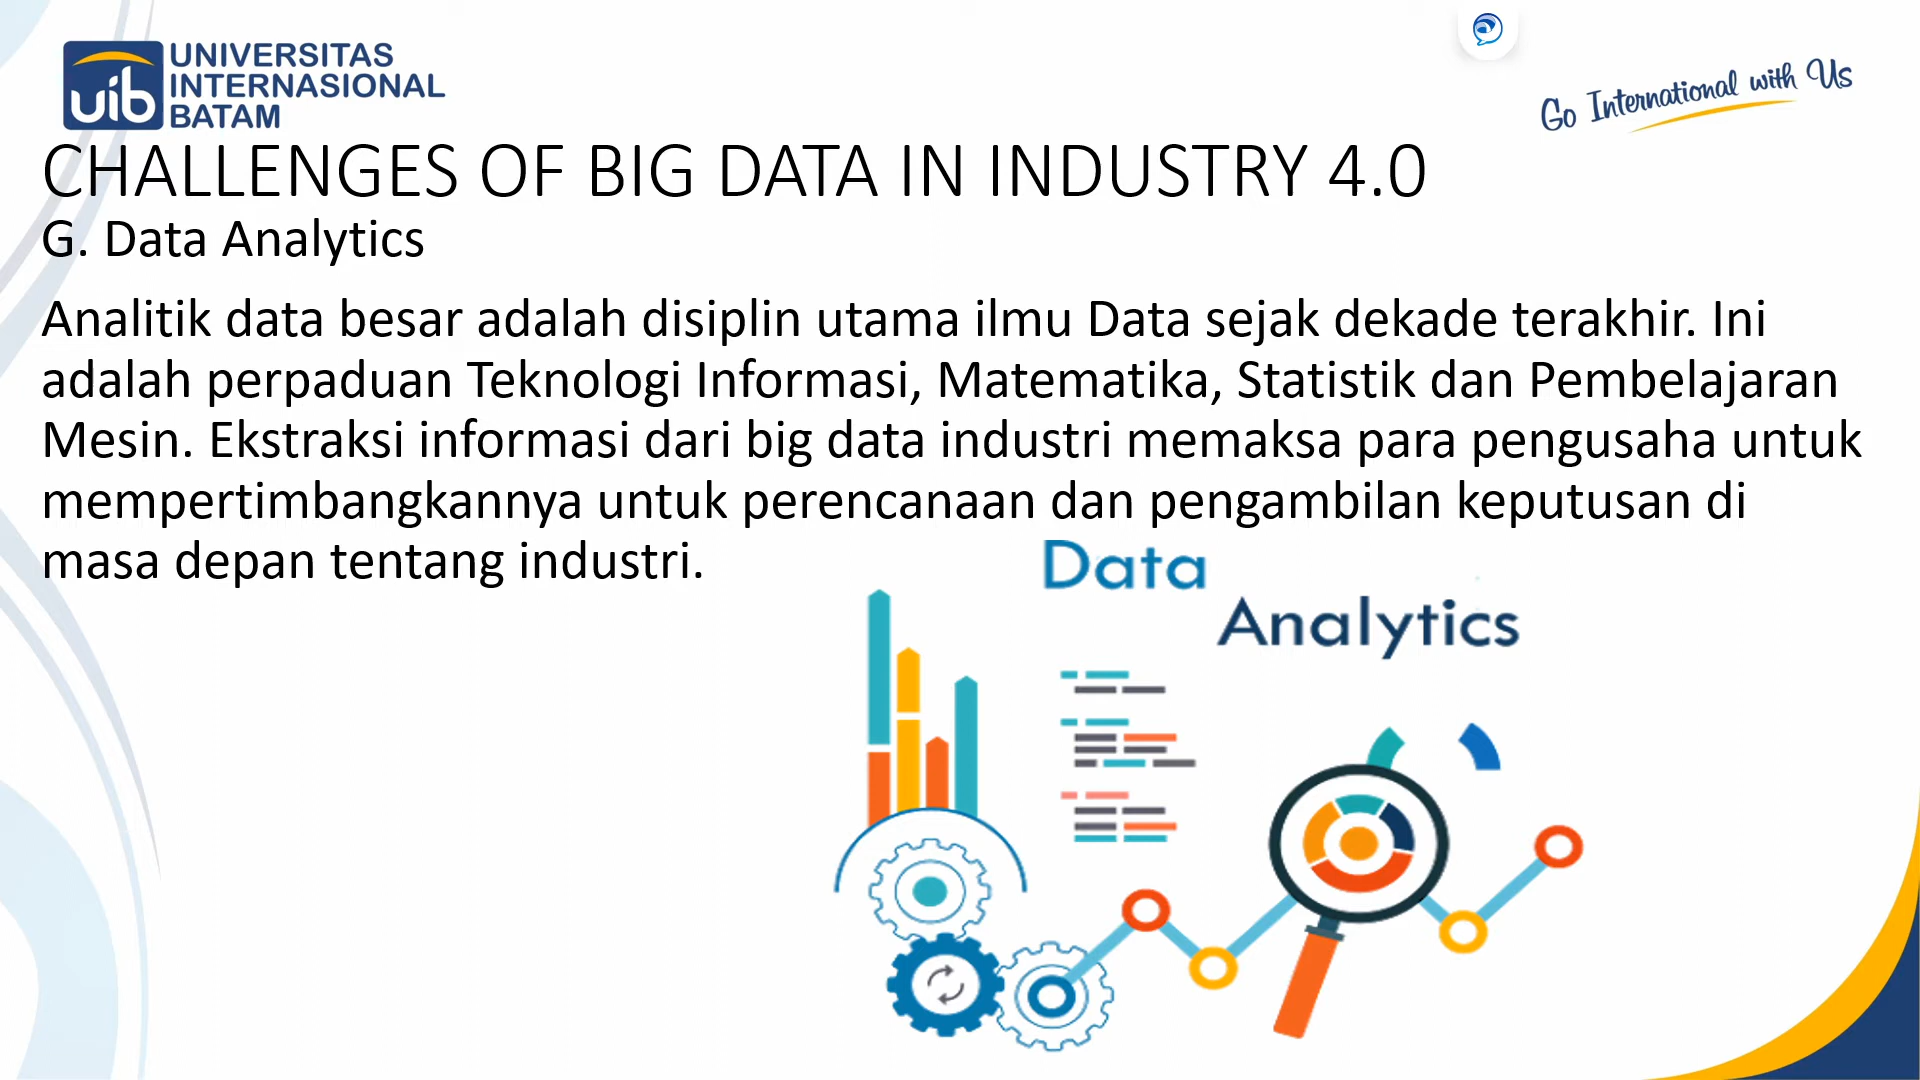 uib UNIVERSITAS
INTERNASIONAL
BATAM
Go International with Us
CHALLENGES OF BIG DATA IN INDUSTRY 4.0
G. Data Analytics
Analitik data besar adalah disiplin utama ilmu Data sejak dekade terakhir. Ini
adalah perpaduan Teknologi Informasi, Matematika, Statistik dan Pembelajaran
Mesin. Ekstraksi informasi dari big data industri memaksa para pengusaha untuk
mempertimbangkannya untuk perencanaan dan pengambilan keputusan di
masa depan tentang industri.
Data
Analytics